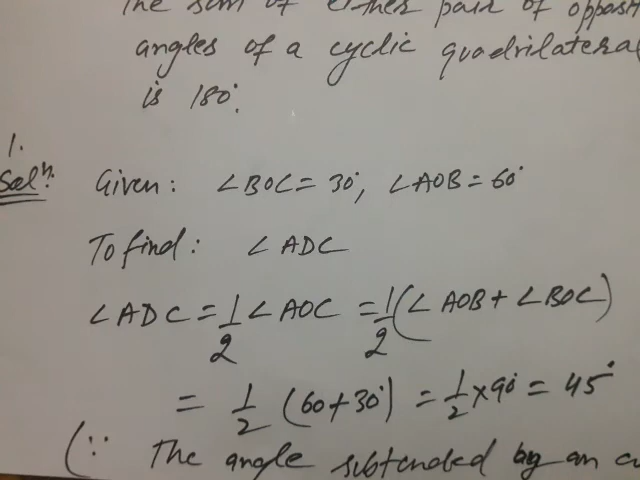 The sum of either pair of opposit
angles of a cyclic quadrilateral
is 180°.
1.
Solⁿ: Given: ∠BOC = 30°, ∠AOB = 60°
To find: ∠ADC
∠ADC = 1/2 ∠AOC = 1/2 (∠AOB + ∠BOC)
= 1/2 (60 + 30°) = 1/2 × 90° = 45°
(∵ The angle subtended by an